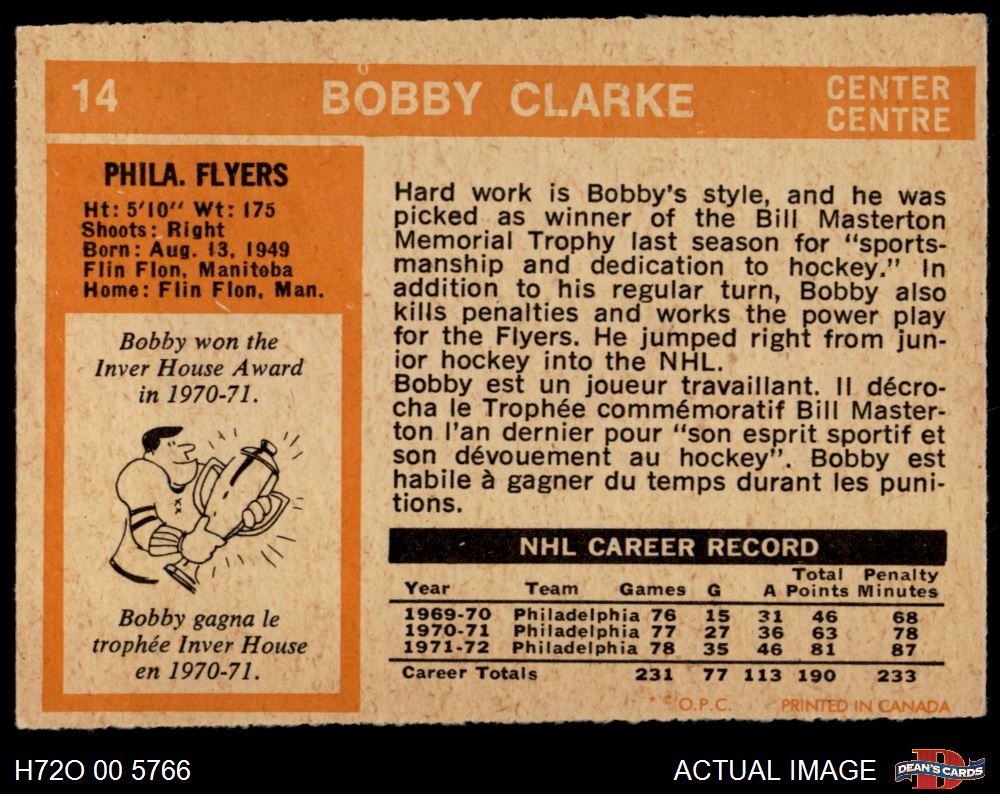 14
BOBBY CLARKE
CENTER
CENTRE
PHILA. FLYERS
Ht: 5'10'' Wt: 175
Shoots: Right
Born: Aug. 13, 1949
Flin Flon, Manitoba
Home: Flin Flon, Man.
Bobby won the
Inver House Award
in 1970-71.
Bobby gagna le
trophée Inver House
en 1970-71.
Hard work is Bobby's style, and he was
picked as winner of the Bill Masterton
Memorial Trophy last season for "sports-
manship and dedication to hockey." In
addition to his regular turn, Bobby also
kills penalties and works the power play
for the Flyers. He jumped right from jun-
ior hockey into the NHL.
Bobby est un joueur travaillant. Il décro-
cha le Trophée commémoratif Bill Master-
ton l'an dernier pour "son esprit sportif et
son dévouement au hockey". Bobby est
habile à gagner du temps durant les puni-
tions.
NHL CAREER RECORD
Year Team Games G A Total Points Penalty Minutes
1969-70 Philadelphia 76 15 31 46 68
1970-71 Philadelphia 77 27 36 63 78
1971-72 Philadelphia 78 35 46 81 87
Career Totals 231 77 113 190 233
* © O.P.C. PRINTED IN CANADA
H72O 00 5766
ACTUAL IMAGE
DEAN'S CARDS